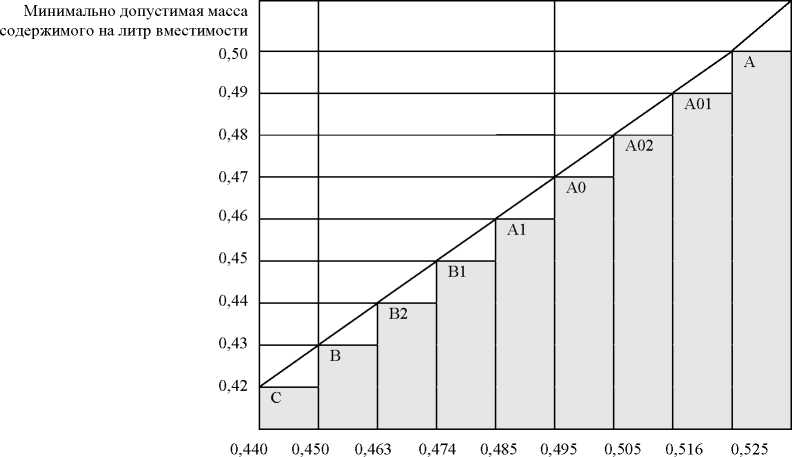 Минимально допустимая масса
содержимого на литр вместимости
0,50
A
0,49
A01
0,48
A02
0,47
A0
0,46
A1
0,45
B1
0,44
B2
0,43
B
0,42
C
0,440 0,450 0,463 0,474 0,485 0,495 0,505 0,516 0,525